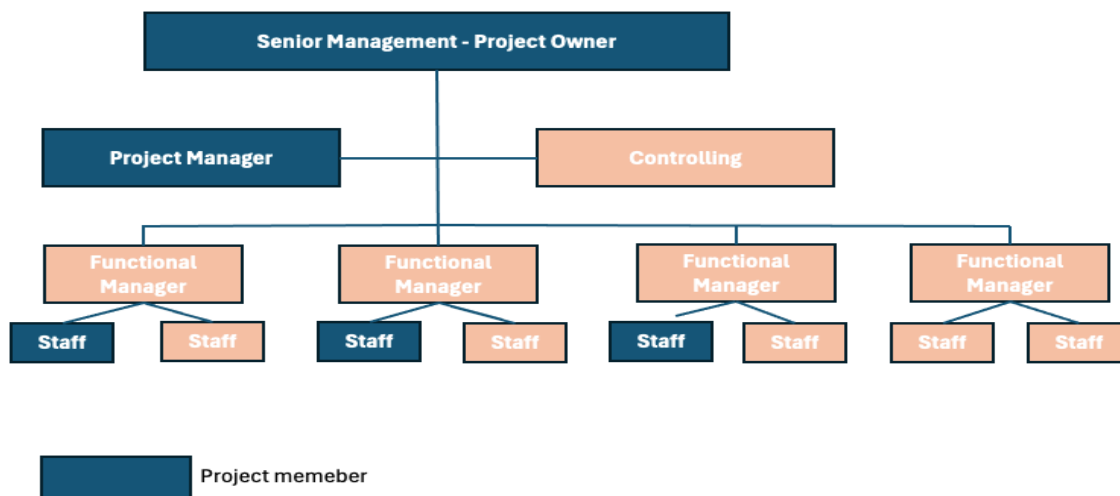 Senior Management - Project Owner
Project Manager
Controlling
Functional
Manager
Functional
Manager
Functional
Manager
Functional
Manager
Staff
Staff
Staff
Staff
Staff
Staff
Staff
Staff
Project memeber